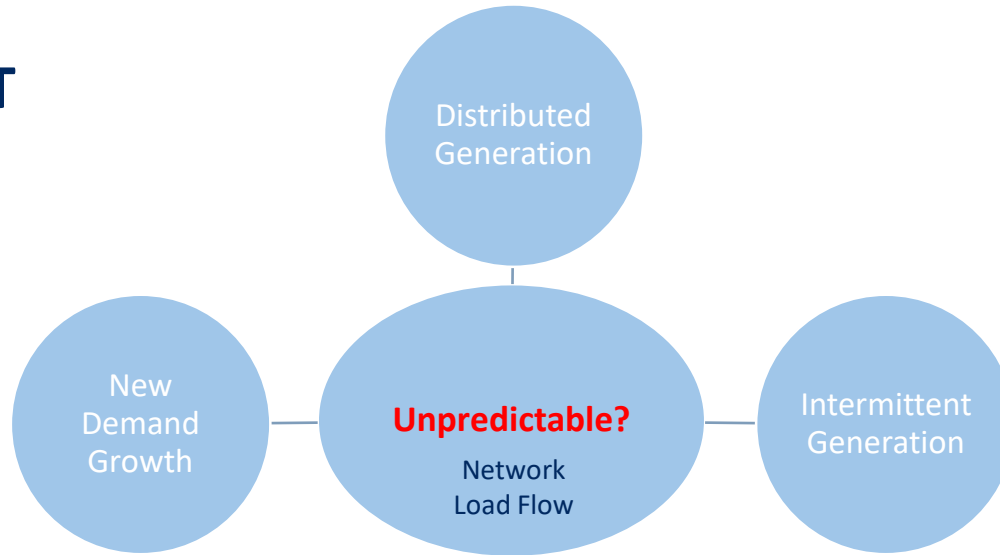 T
Distributed
Generation
New
Demand
Growth
Unpredictable?
Network
Load Flow
Intermittent
Generation